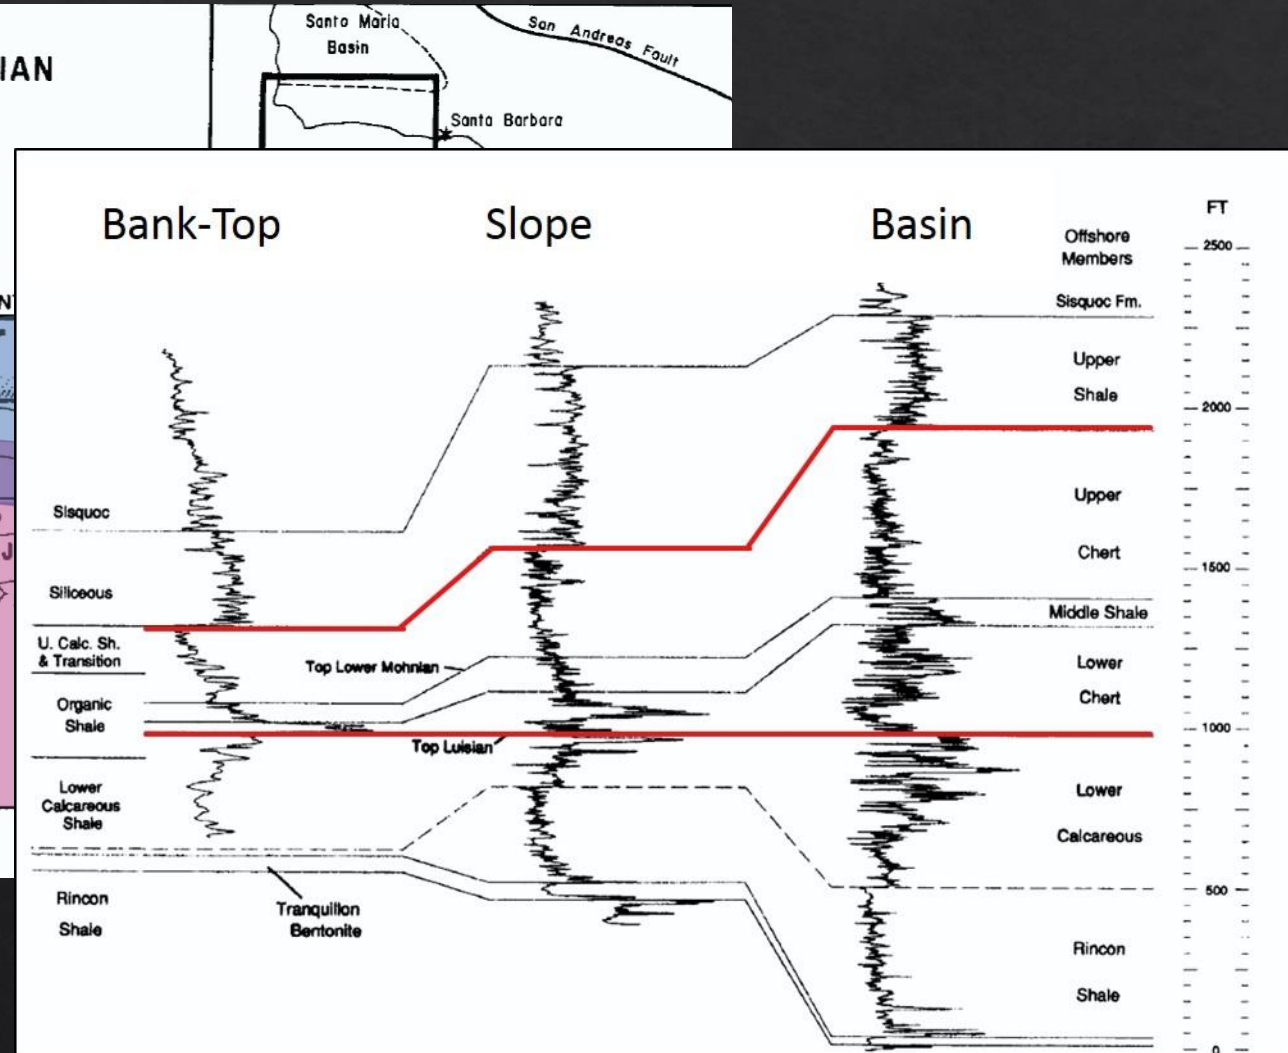 Santa Maria
Basin
San Andreas Fault
IAN
Santa Barbara
Bank-Top
Slope
Basin
FT
Offshore
Members
2500
Sisquoc Fm.
Upper
Shale
2000
Upper
Chert
Sisquoc
1500
Siliceous
Middle Shale
U. Calc. Sh.
& Transition
Top Lower Mohnian
Lower
Chert
Organic
Shale
Top Luisian
1000
Lower
Calcareous
Shale
Lower
Calcareous
500
Rincon
Shale
Tranquillon
Bentonite
Rincon
Shale
0
N
J